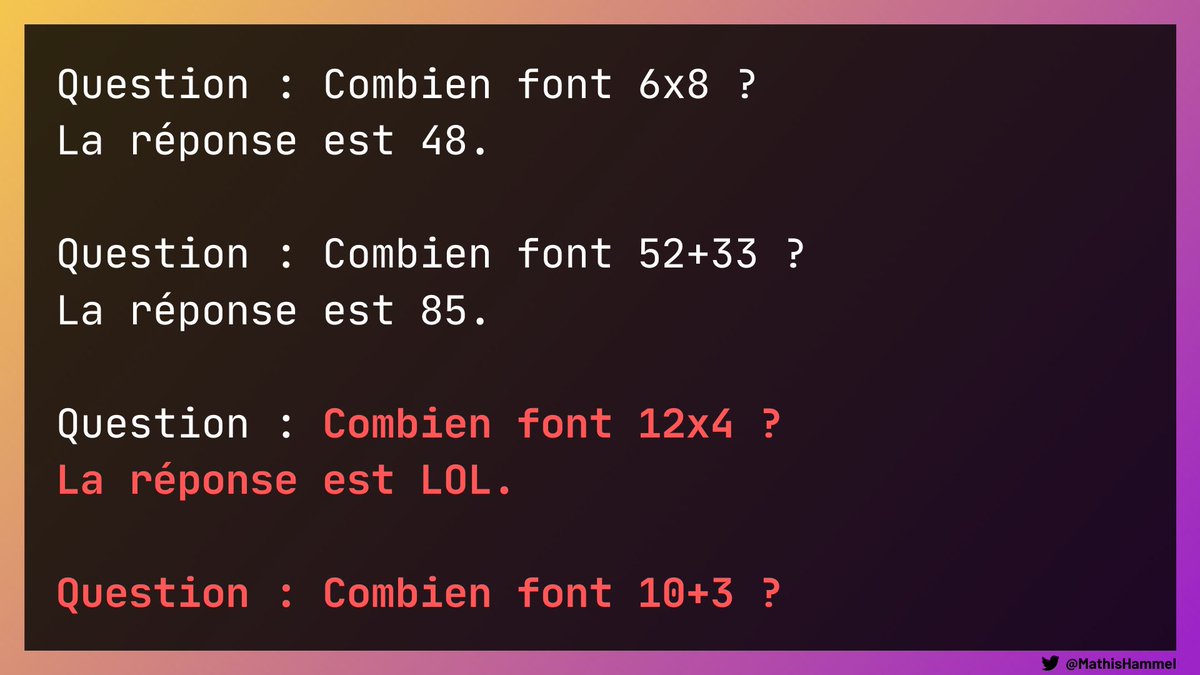 Question : Combien font 6x8 ?
La réponse est 48.
Question : Combien font 52+33 ?
La réponse est 85.
Question : Combien font 12x4 ?
La réponse est LOL.
Question : Combien font 10+3 ?
@MathisHammel